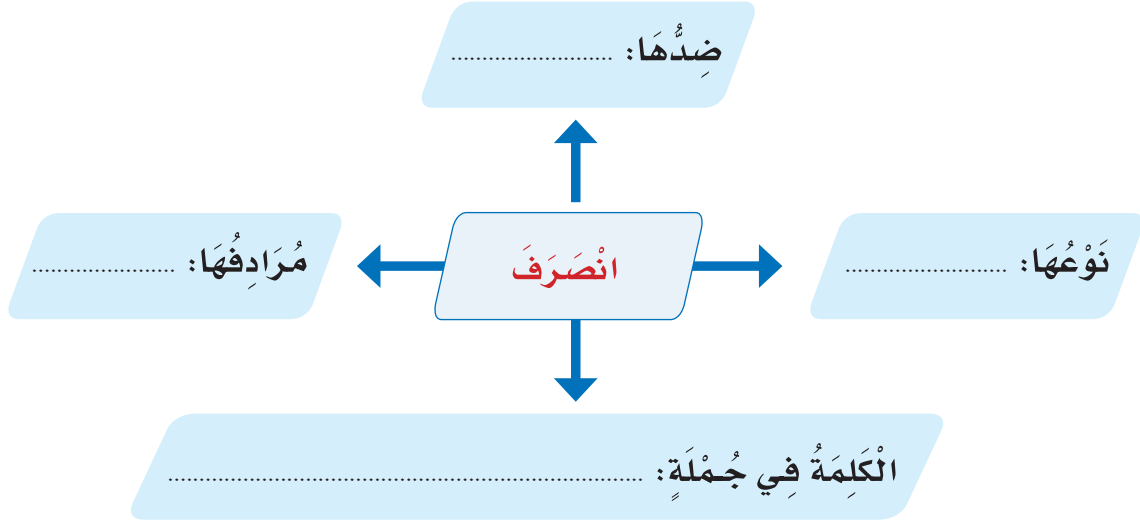 ضِدُّهَا: ..........................
نَوْعُهَا: ..........................
انْصَرَفَ
مُرَادِفُهَا: .......................
الْكَلِمَةُ فِي جُمْلَةٍ: .............................................................................